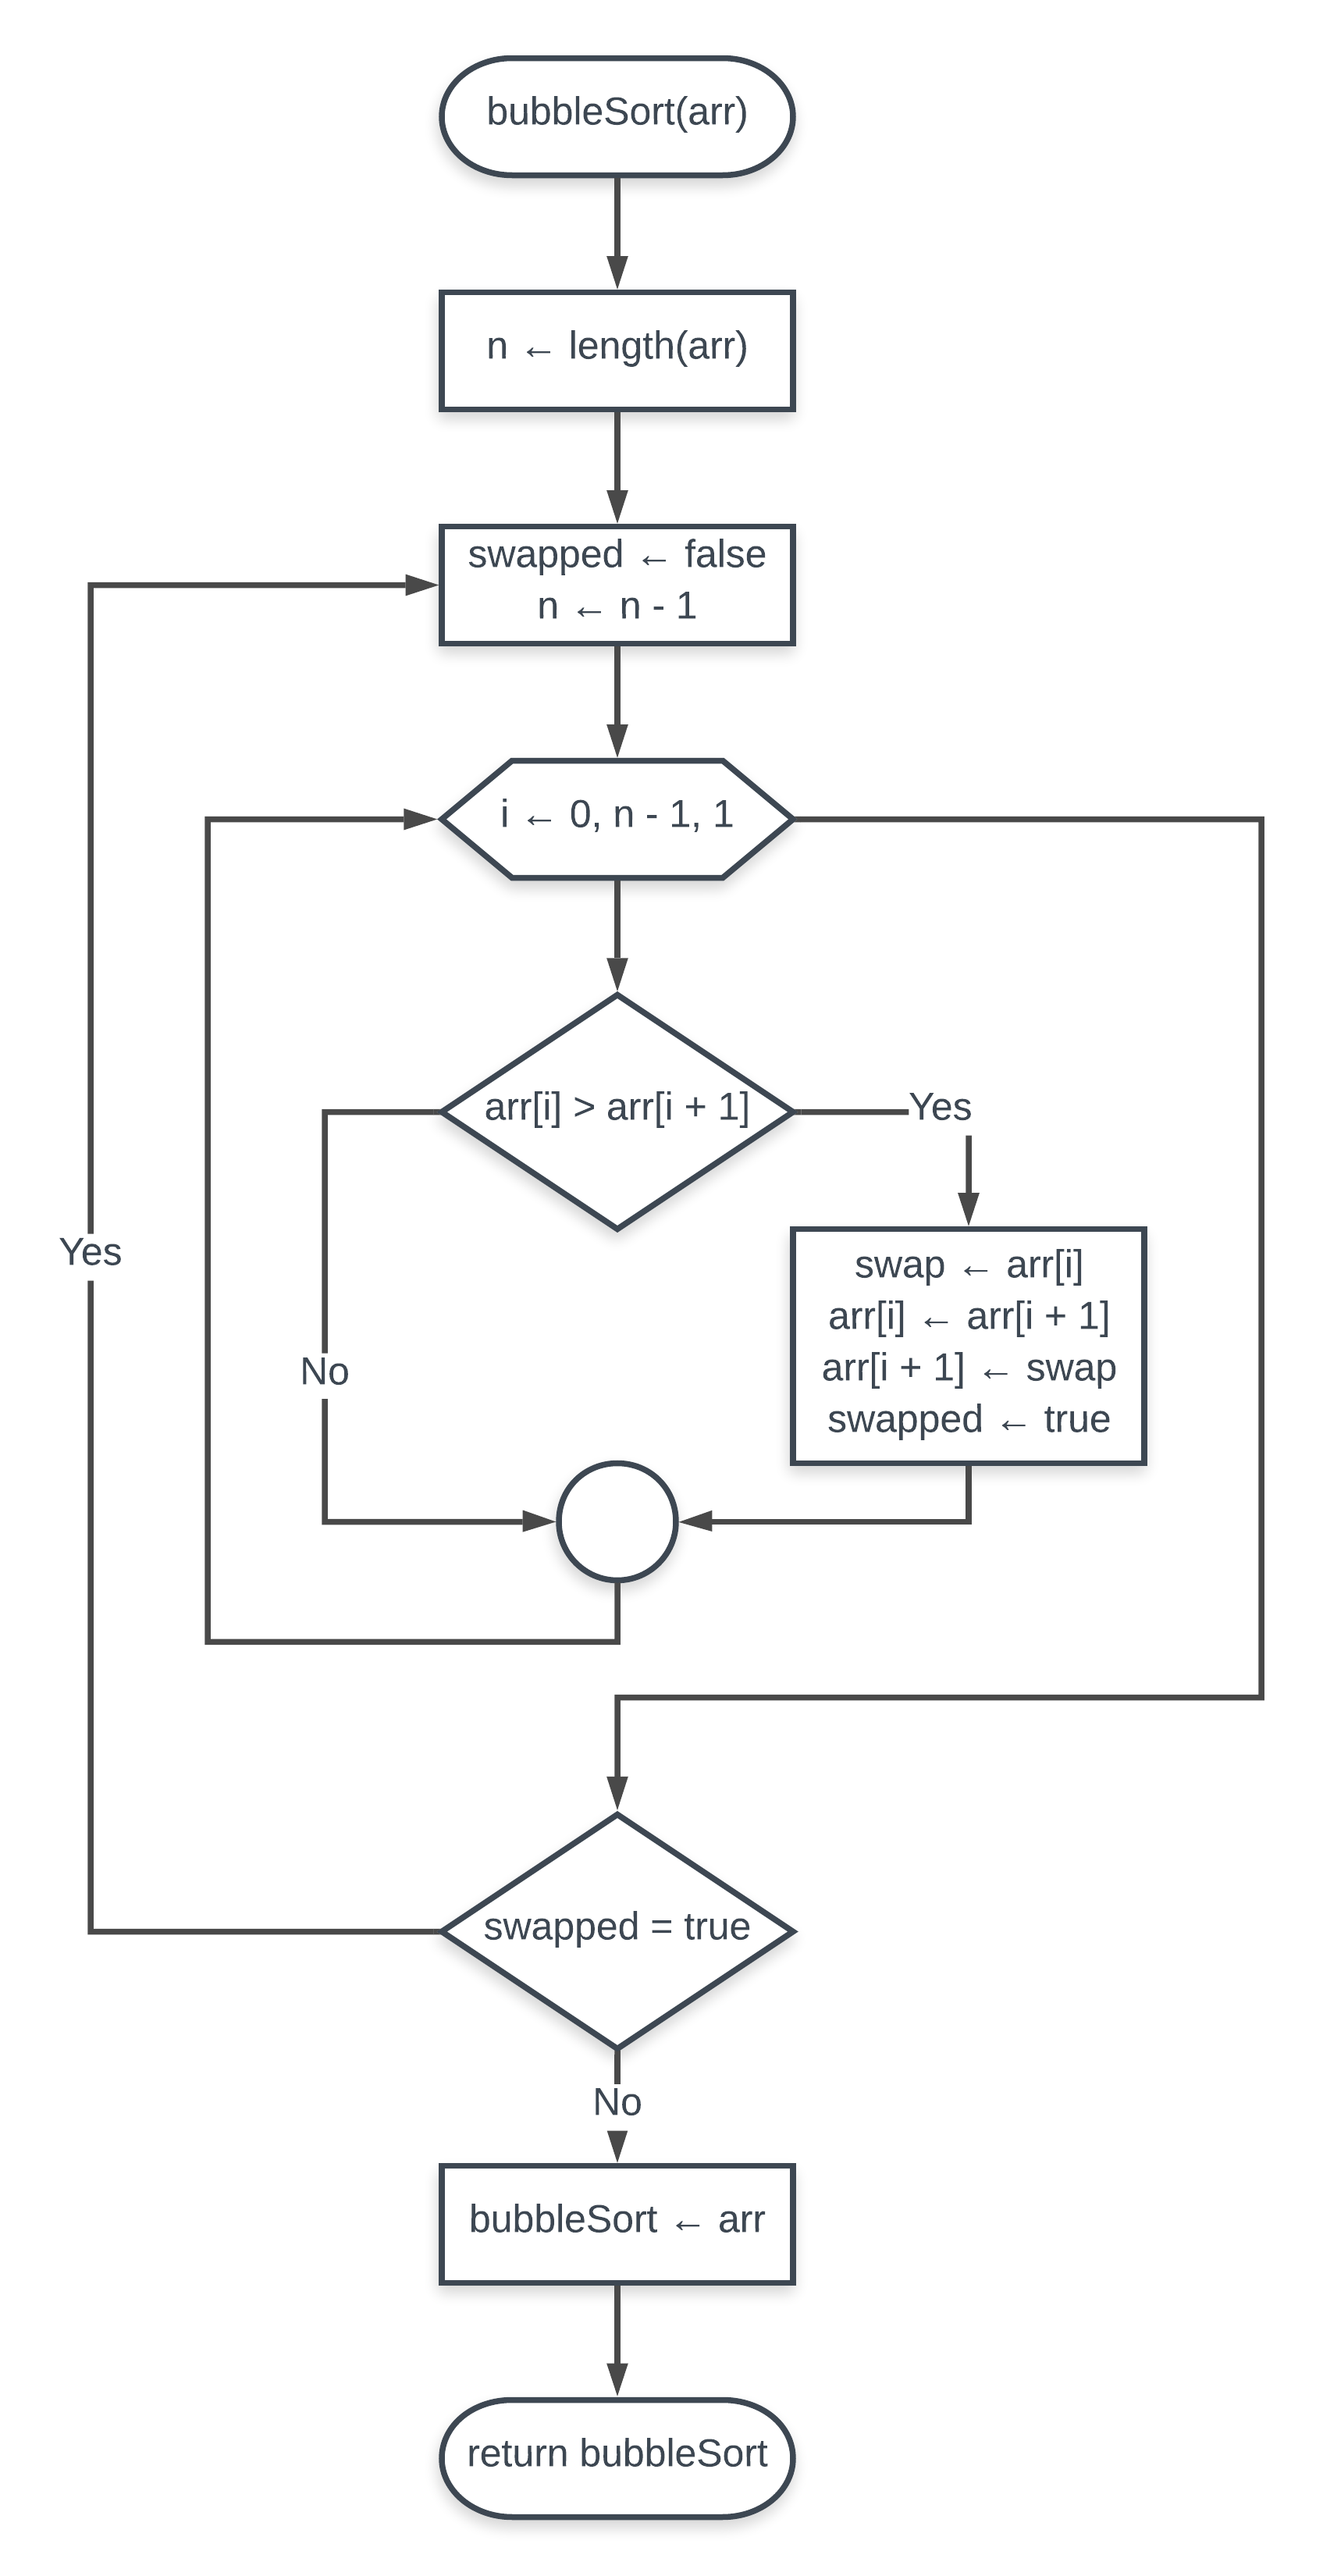 bubbleSort(arr)
n ← length(arr)
swapped ← false
n ← n - 1
i ← 0, n - 1, 1
arr[i] > arr[i + 1]
Yes
swap ← arr[i]
arr[i] ← arr[i + 1]
arr[i + 1] ← swap
swapped ← true
Yes
No
swapped = true
No
bubbleSort ← arr
return bubbleSort